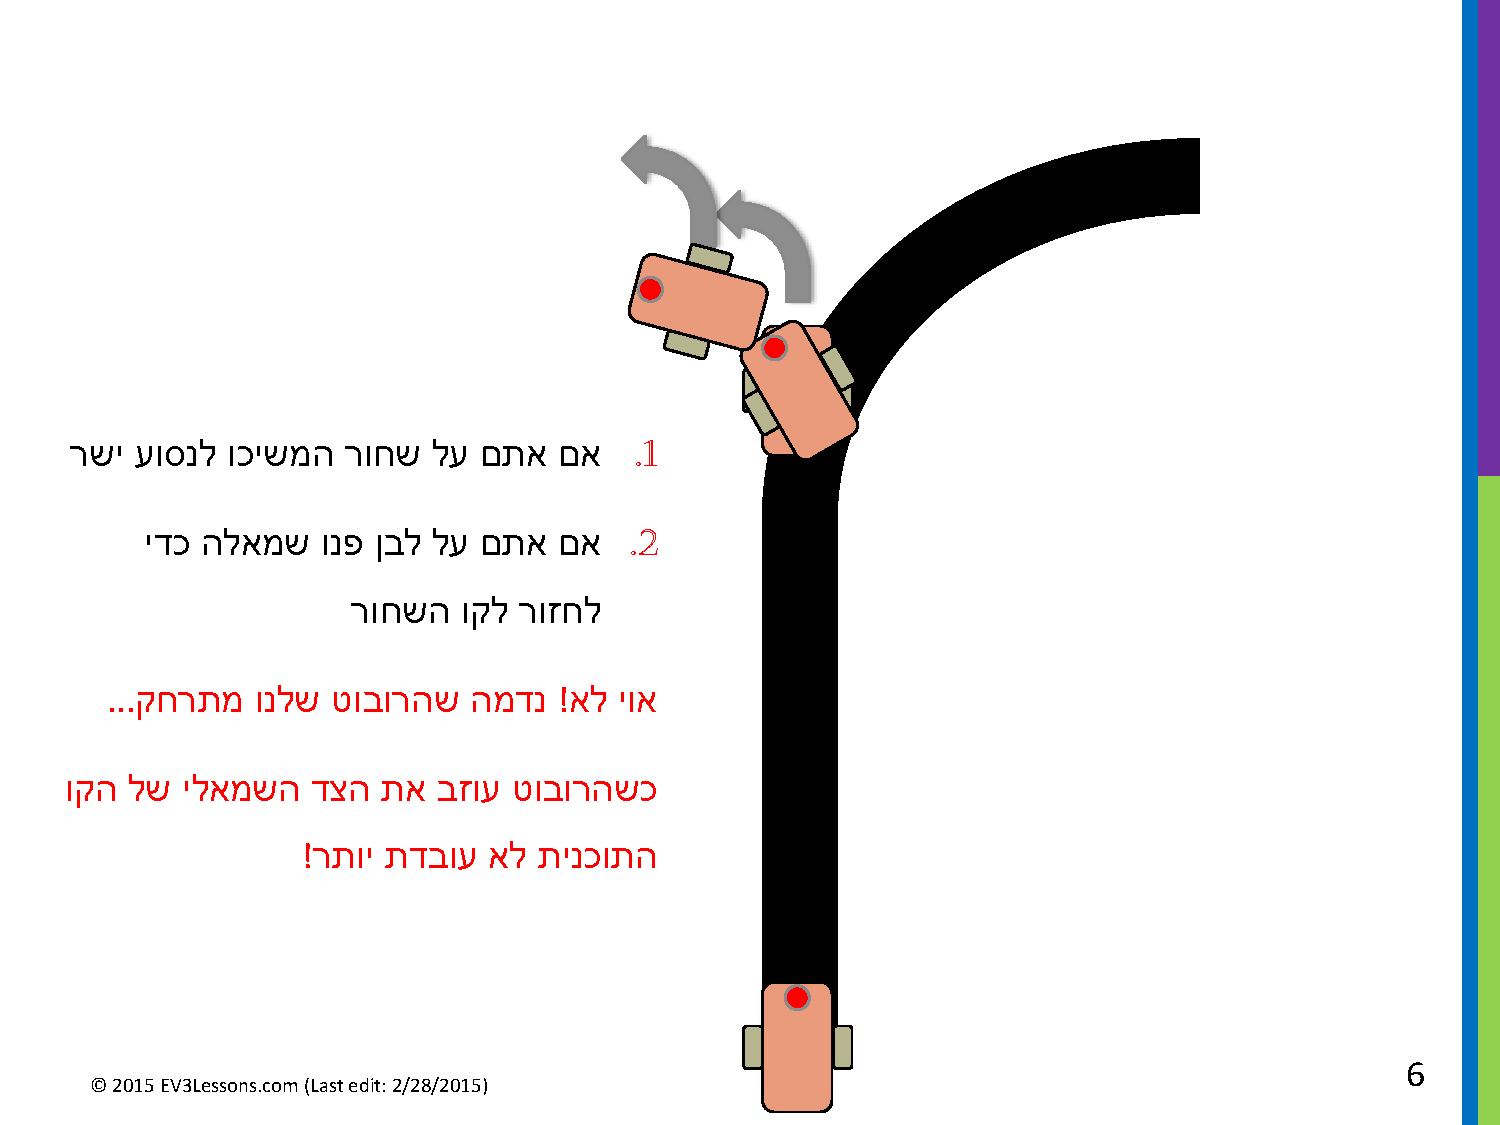 1. אם אתם על שחור המשיכו לנסוע ישר
2. אם אתם על לבן פנו שמאלה כדי
לחזור לקו השחור
אוי לא! נדמה שהרובוט שלנו מתרחק...
כשהרובוט עוזב את הצד השמאלי של הקו
התוכנית לא עובדת יותר!
© 2015 EV3Lessons.com (Last edit: 2/28/2015)
6